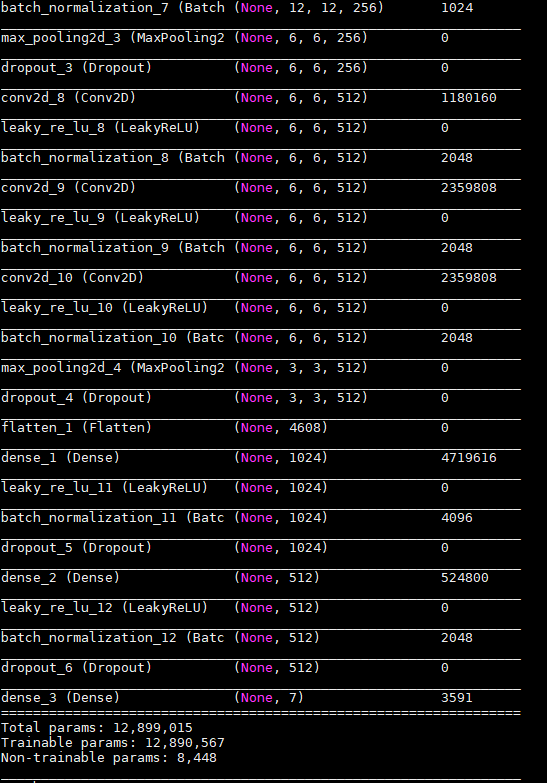 batch_normalization_7 (Batch (None, 12, 12, 256) 1024
max_pooling2d_3 (MaxPooling2 (None, 6, 6, 256) 0
dropout_3 (Dropout) (None, 6, 6, 256) 0
conv2d_8 (Conv2D) (None, 6, 6, 512) 1180160
leaky_re_lu_8 (LeakyReLU) (None, 6, 6, 512) 0
batch_normalization_8 (Batch (None, 6, 6, 512) 2048
conv2d_9 (Conv2D) (None, 6, 6, 512) 2359808
leaky_re_lu_9 (LeakyReLU) (None, 6, 6, 512) 0
batch_normalization_9 (Batch (None, 6, 6, 512) 2048
conv2d_10 (Conv2D) (None, 6, 6, 512) 2359808
leaky_re_lu_10 (LeakyReLU) (None, 6, 6, 512) 0
batch_normalization_10 (Batc (None, 6, 6, 512) 2048
max_pooling2d_4 (MaxPooling2 (None, 3, 3, 512) 0
dropout_4 (Dropout) (None, 3, 3, 512) 0
flatten_1 (Flatten) (None, 4608) 0
dense_1 (Dense) (None, 1024) 4719616
leaky_re_lu_11 (LeakyReLU) (None, 1024) 0
batch_normalization_11 (Batc (None, 1024) 4096
dropout_5 (Dropout) (None, 1024) 0
dense_2 (Dense) (None, 512) 524800
leaky_re_lu_12 (LeakyReLU) (None, 512) 0
batch_normalization_12 (Batc (None, 512) 2048
dropout_6 (Dropout) (None, 512) 0
dense_3 (Dense) (None, 7) 3591
Total params: 12,899,015
Trainable params: 12,890,567
Non-trainable params: 8,448